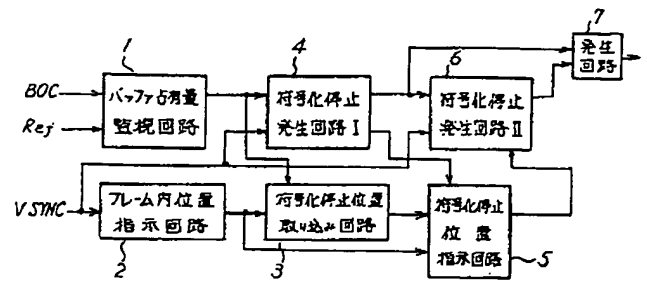 7
発生
回路
1
4
6
BOC
バッファ占有量
監視回路
符号化停止
発生回路 I
符号化停止
発生回路 II
Rej
VSYNC
フレーム内位置
指示回路
符号化停止位置
取り込み回路
符号化停止
位置
指示回路
2
3
5